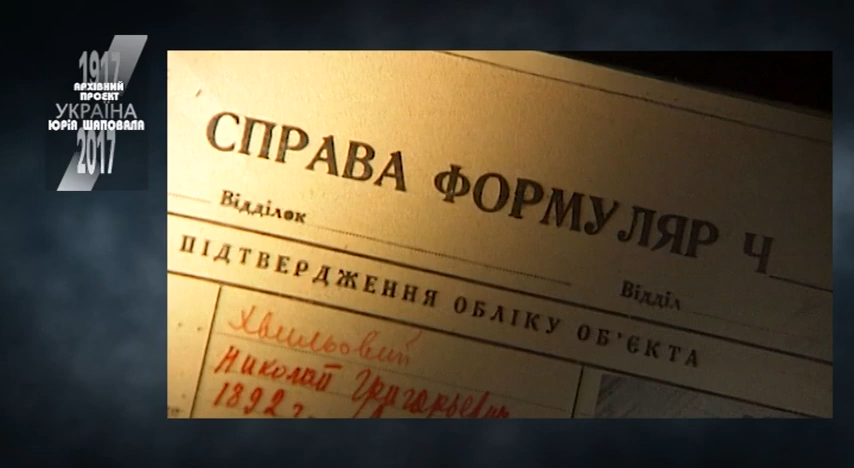 1917
АРХІВНИЙ
ПРОЕКТ
УКРАЇНА
ЮРІЯ ШАПОВАЛА
2017
СПРАВА ФОРМУЛЯР Ч
Відділок
Відділ
ПІДТВЕРДЖЕННЯ ОБЛІКУ ОБ'ЄКТА
Хвильовий
Николай Григорьевич
1892 г.